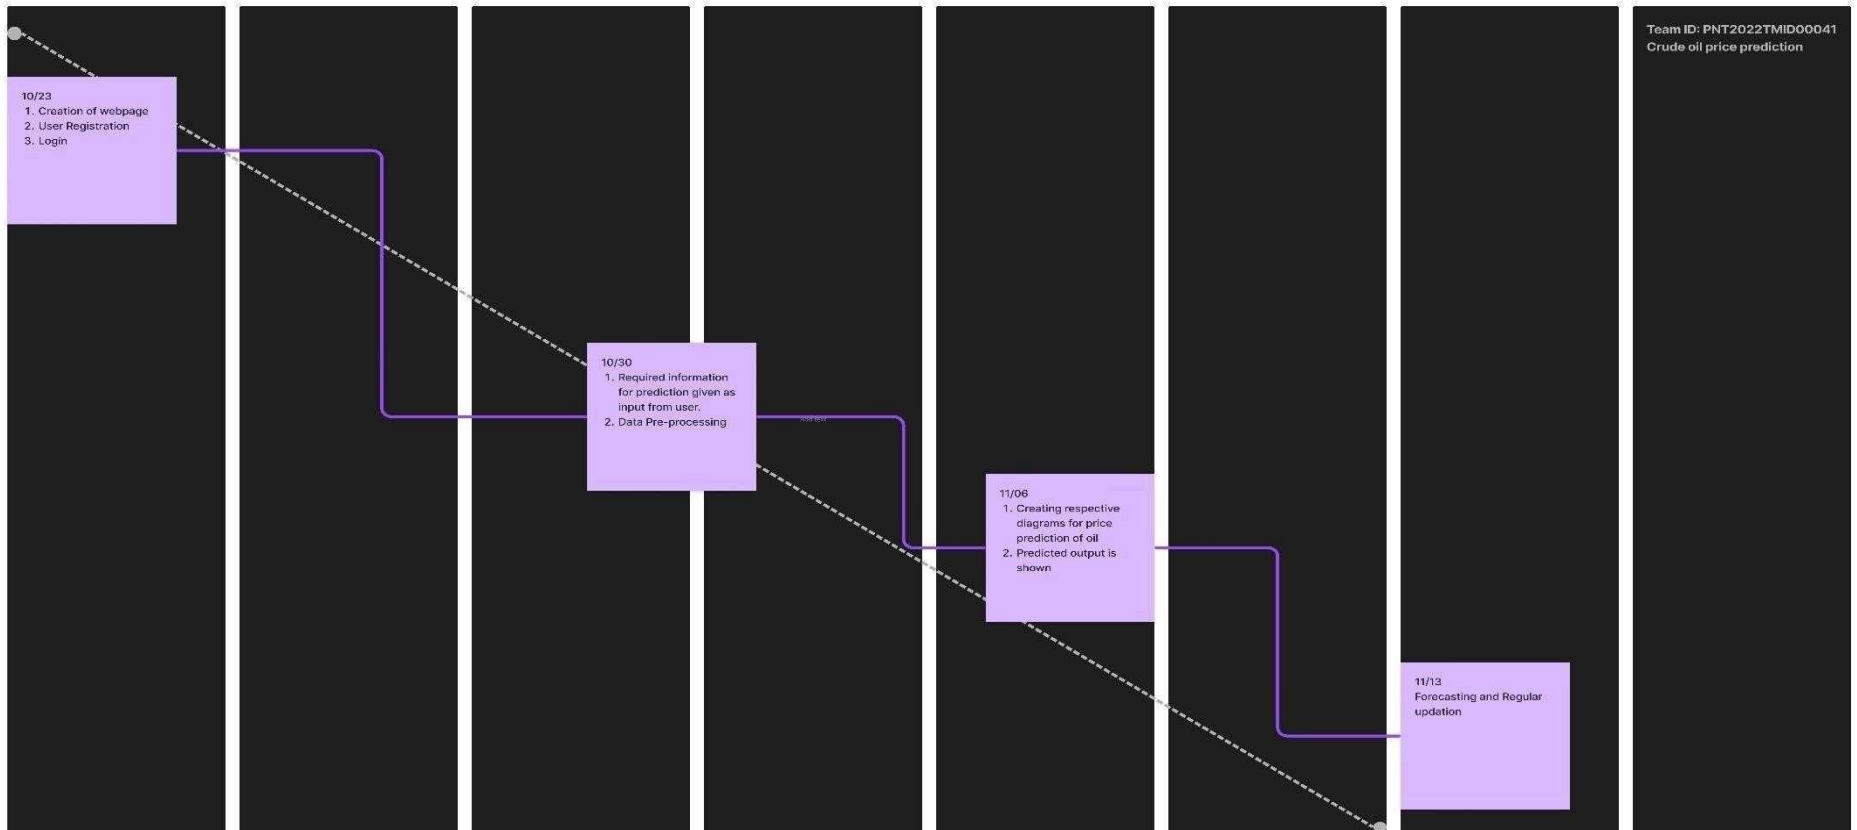 Team ID: PNT2022TMID00041
Crude oil price prediction
10/23
1. Creation of webpage
2. User Registration
3. Login
10/30
1. Required information
for prediction given as
input from user.
2. Data Pre-processing
Add text
11/06
1. Creating respective
diagrams for price
prediction of oil
2. Predicted output is
shown
11/13
Forecasting and Regular
updation